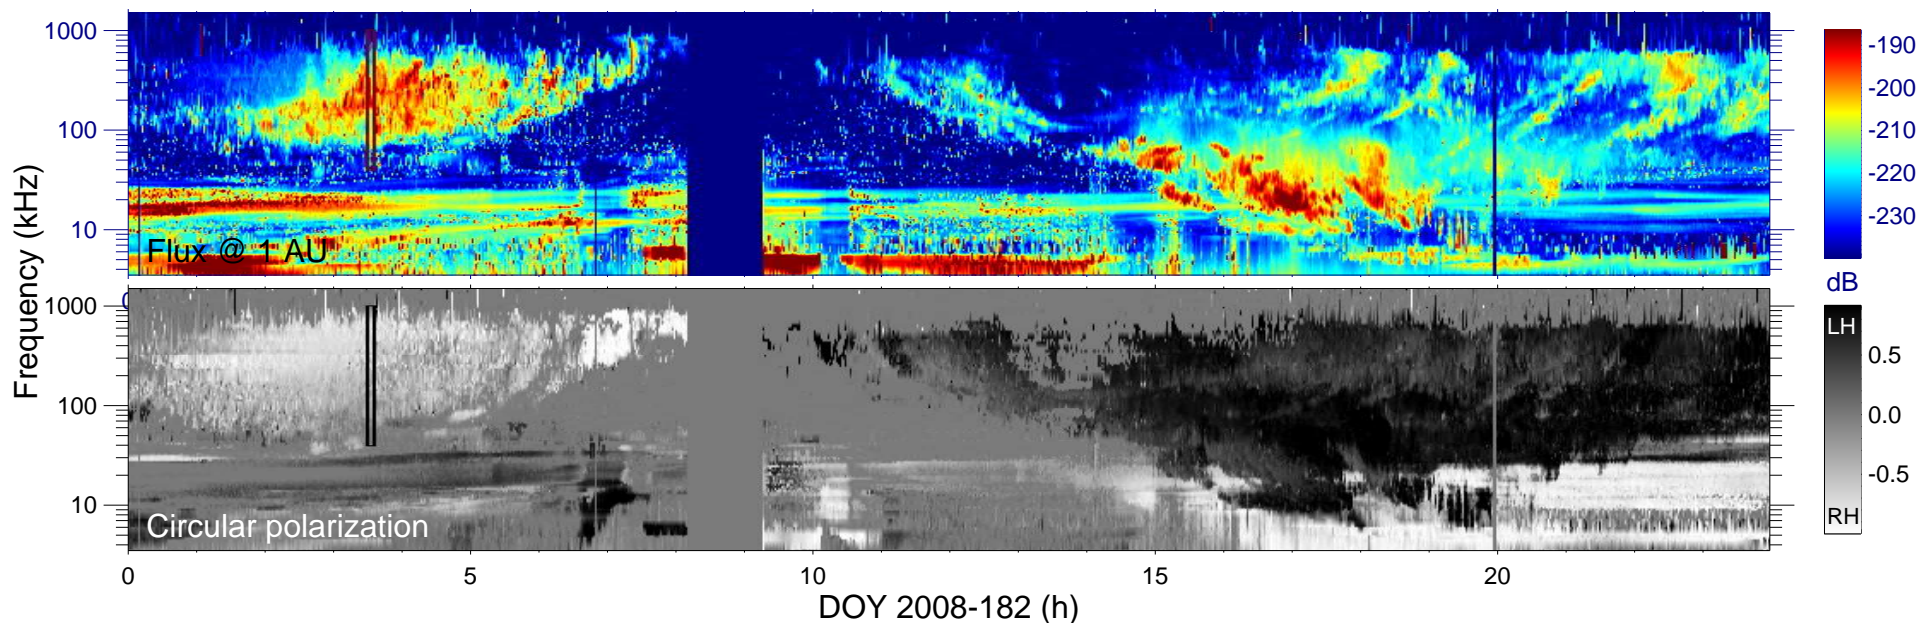 1000
100
10
Flux @ 1 AU
-190
-200
-210
-220
-230
dB
Frequency (kHz)
0
1000
100
10
Circular polarization
LH
0.5
0.0
-0.5
RH
0 5 10 15 20
DOY 2008-182 (h)